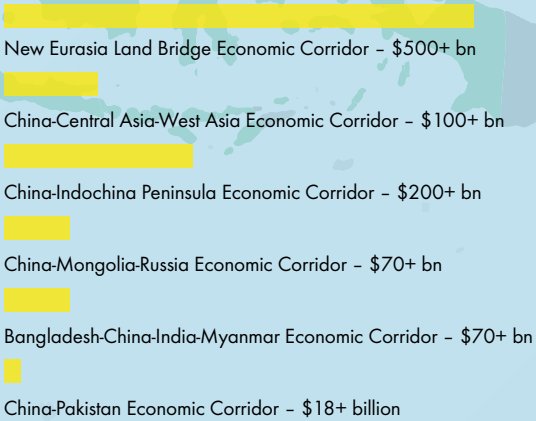 New Eurasia Land Bridge Economic Corridor – $500+ bn
China-Central Asia-West Asia Economic Corridor – $100+ bn
China-Indochina Peninsula Economic Corridor – $200+ bn
China-Mongolia-Russia Economic Corridor – $70+ bn
Bangladesh-China-India-Myanmar Economic Corridor – $70+ bn
China-Pakistan Economic Corridor – $18+ billion